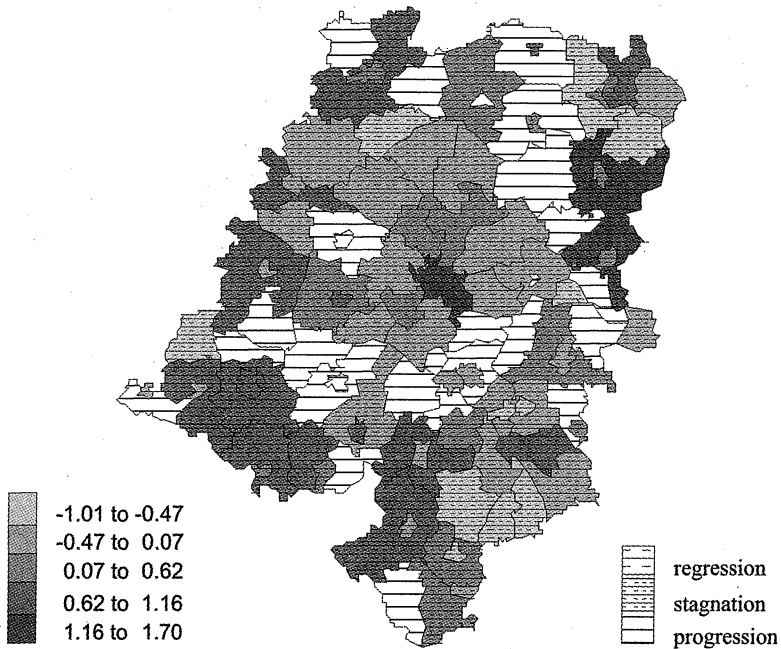 -1.01 to -0.47
-0.47 to 0.07
0.07 to 0.62
0.62 to 1.16
1.16 to 1.70
regression
stagnation
progression